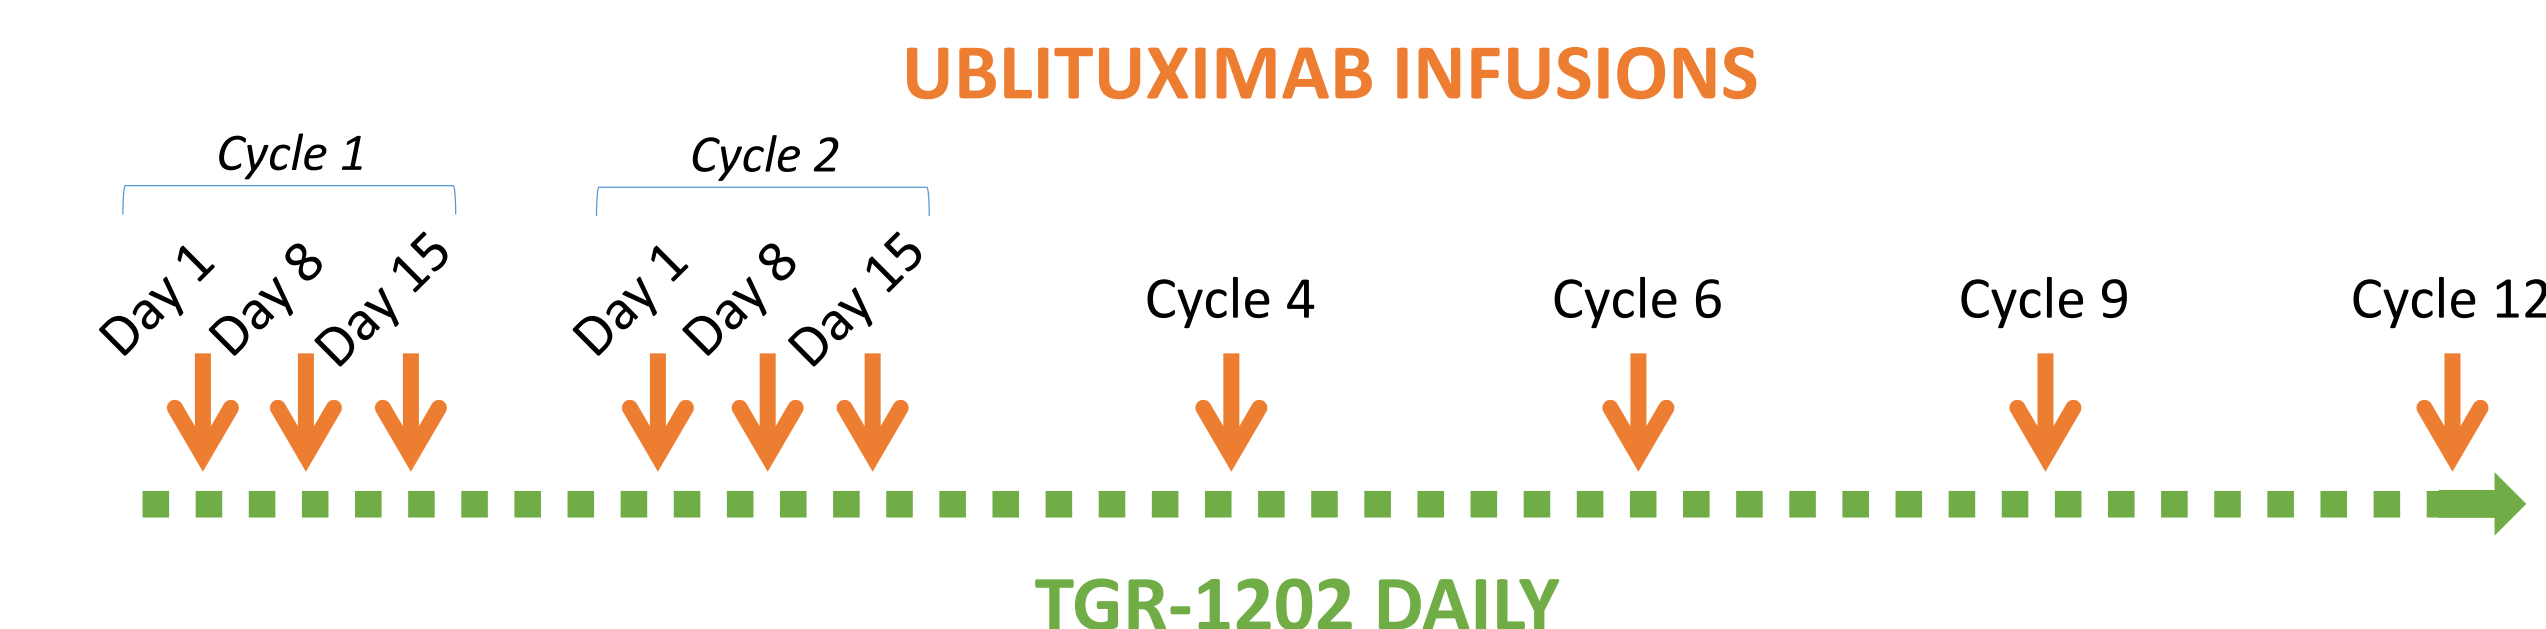 UBLITUXIMAB INFUSIONS
Cycle 1
Cycle 2
Day 1
Day 8
Day 15
Day 1
Day 8
Day 15
Cycle 4
Cycle 6
Cycle 9
Cycle 12
TGR-1202 DAILY